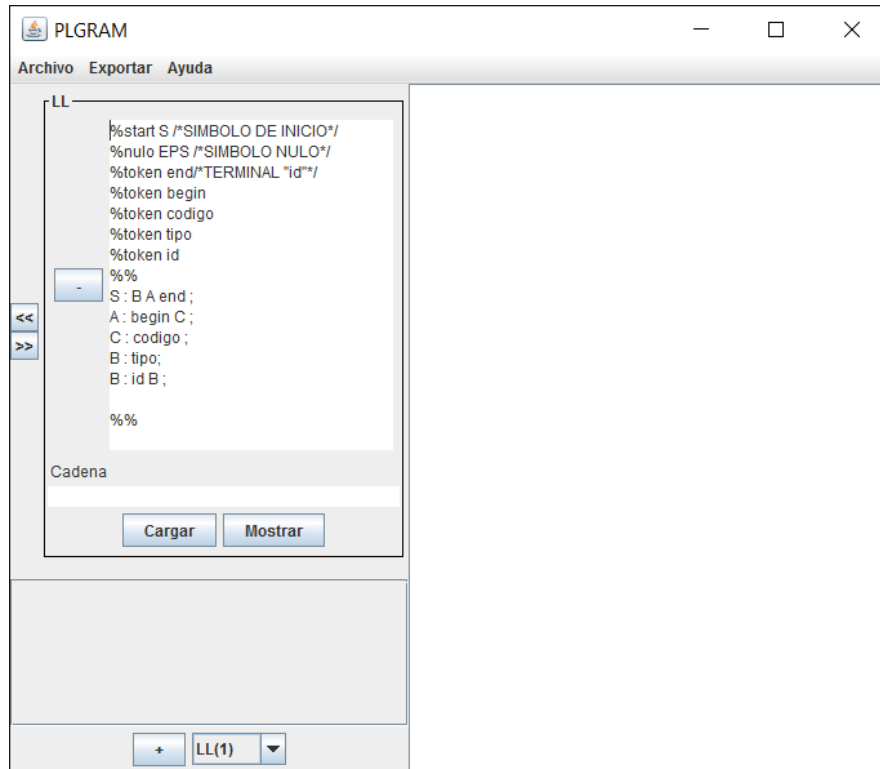 PLGRAM
Archivo Exportar Ayuda
LL
%start S /*SIMBOLO DE INICIO*/
%nulo EPS /*SIMBOLO NULO*/
%token end/*TERMINAL "id"*/
%token begin
%token codigo
%token tipo
%token id
%%
S : B A end ;
A : begin C ;
C : codigo ;
B : tipo;
B : id B ;
%%
-
<<
>>
Cadena
Cargar Mostrar
+ LL(1)